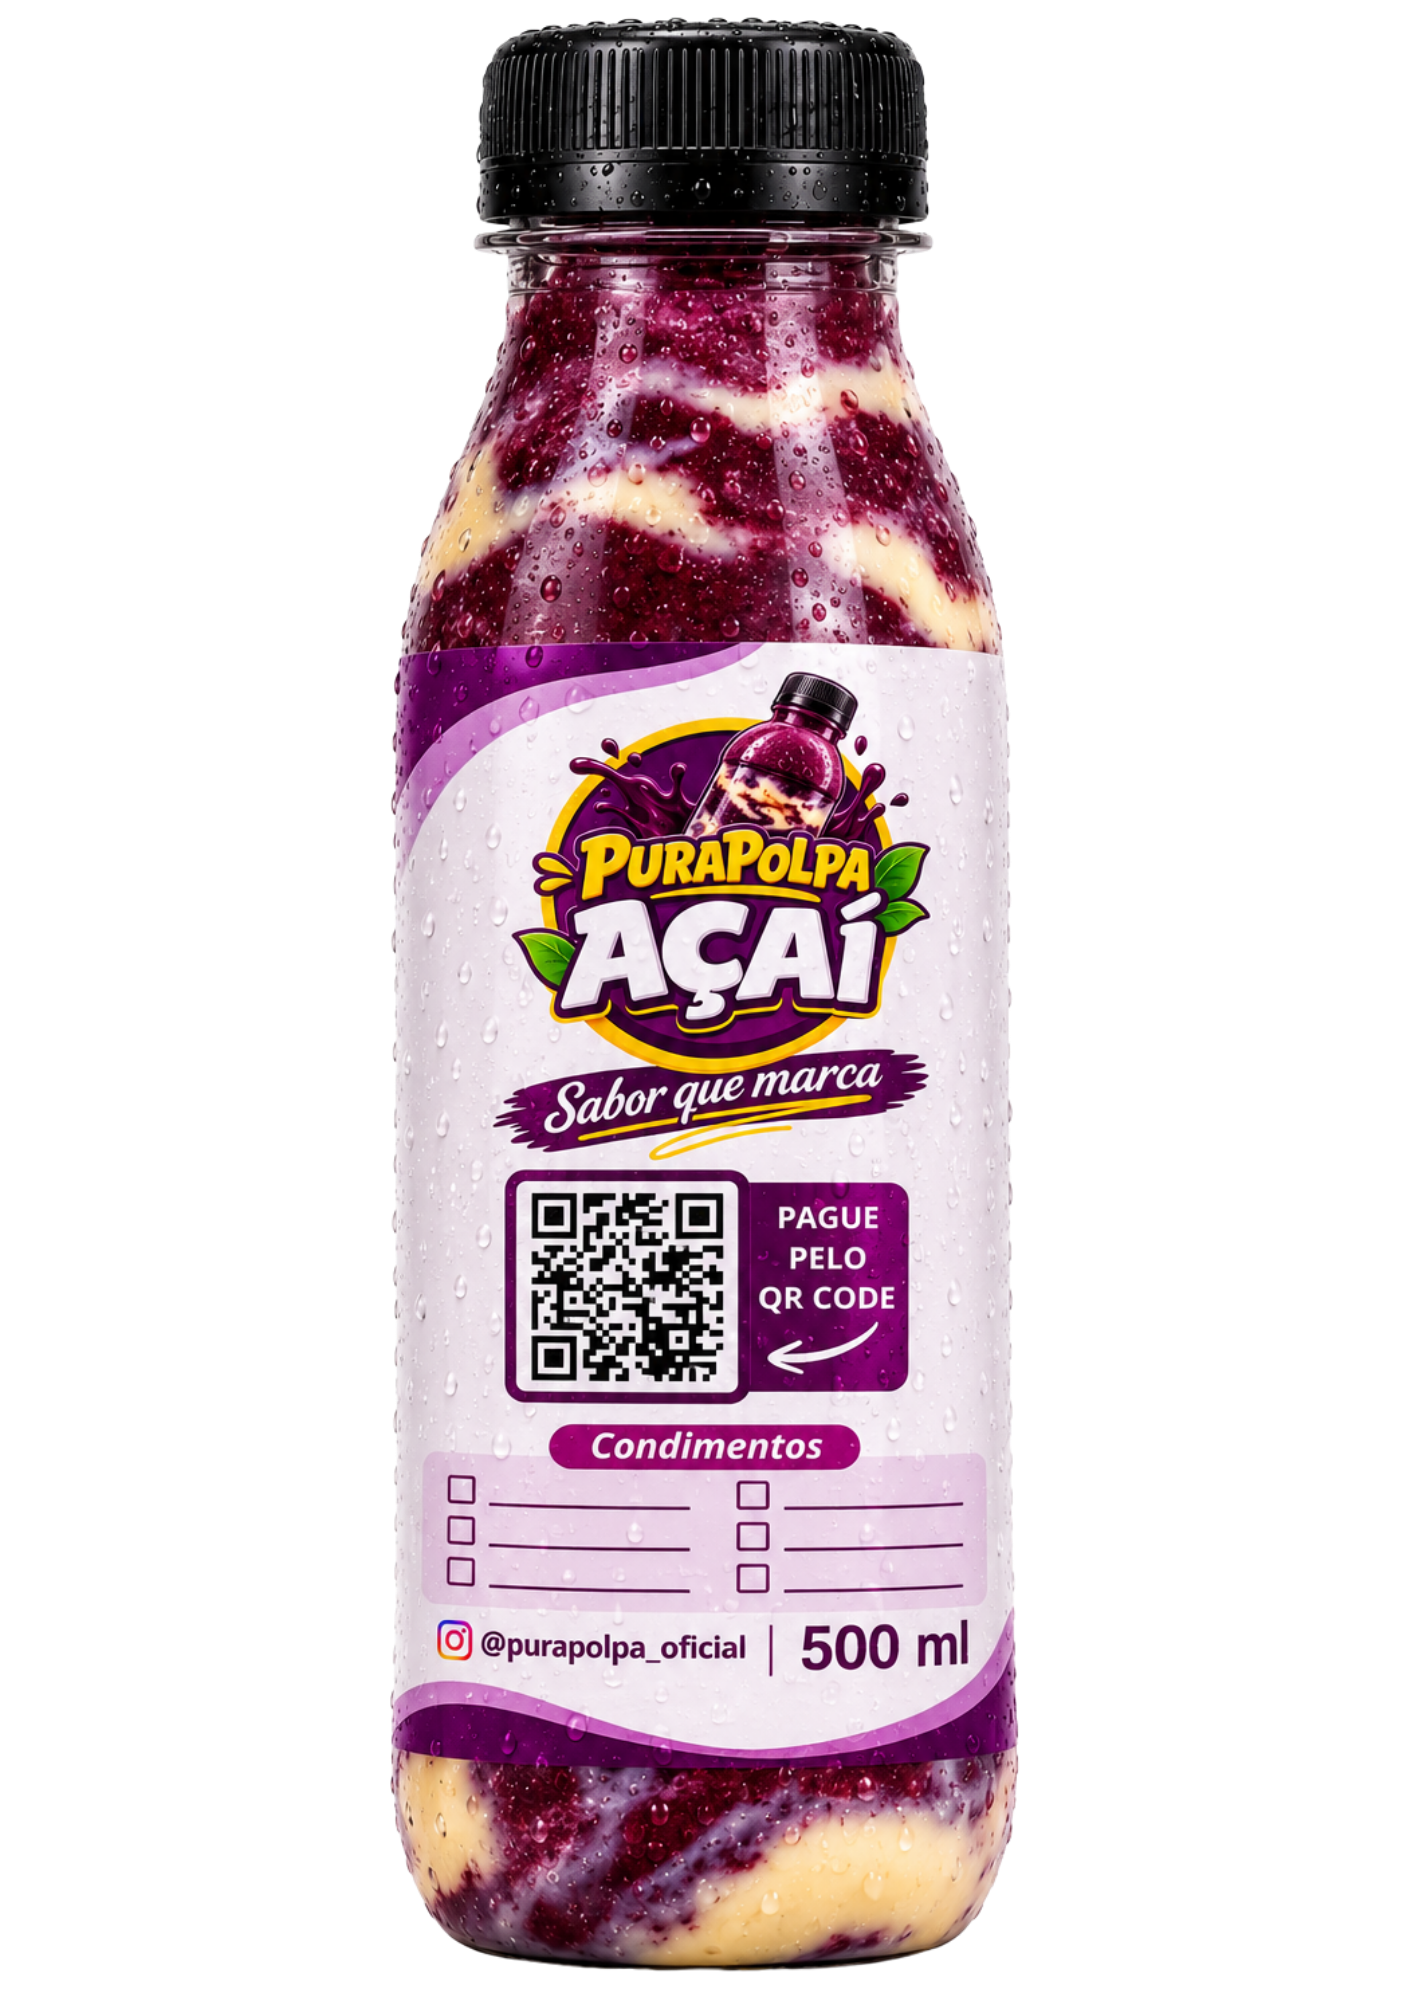 PURAPOLPA
AÇAÍ
Sabor que marca
PAGUE
PELO
QR CODE
Condimentos
@purapolpa_oficial | 500 ml